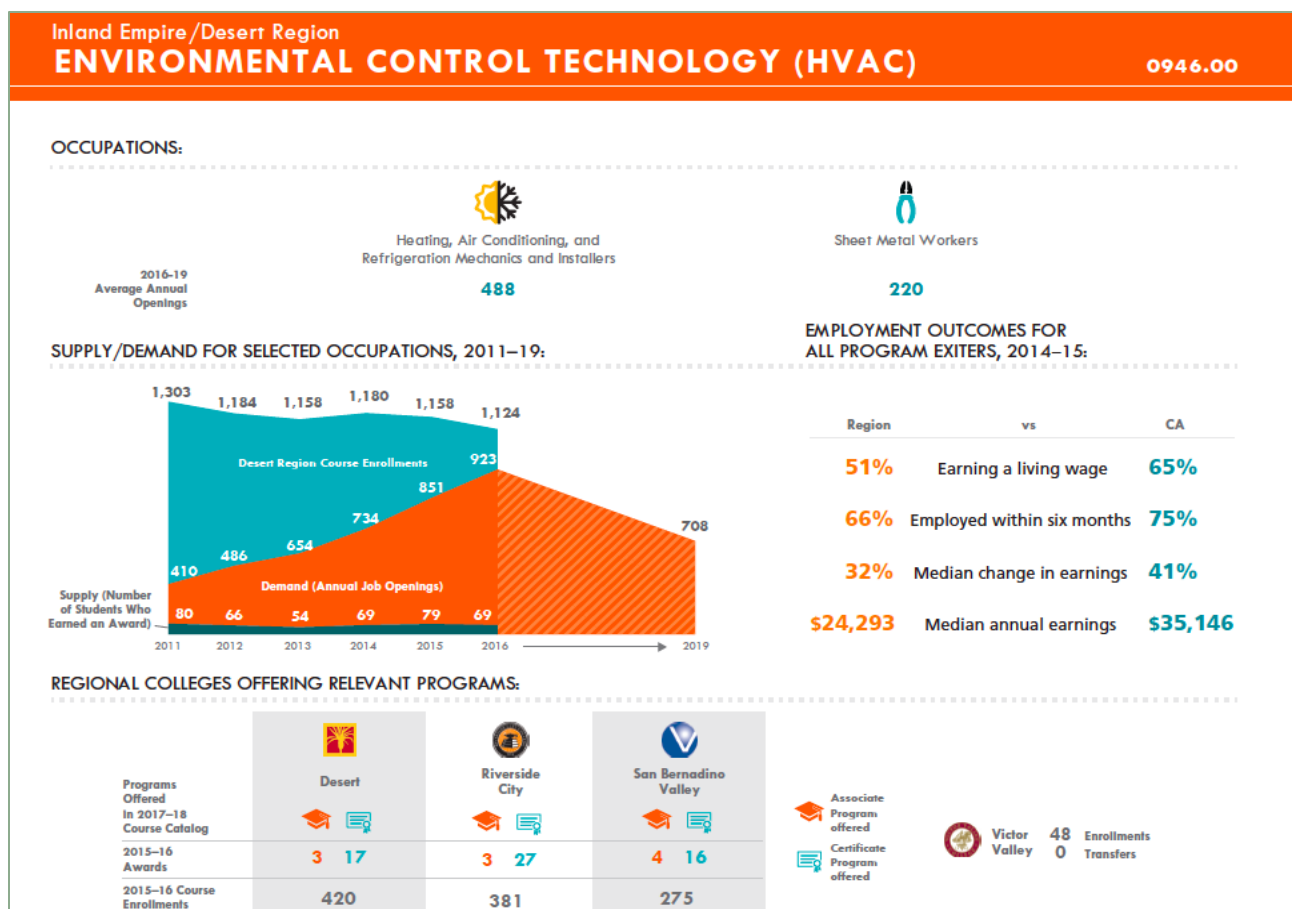 Inland Empire/Desert Region
ENVIRONMENTAL CONTROL TECHNOLOGY (HVAC) 0946.00
OCCUPATIONS:
Heating, Air Conditioning, and
Refrigeration Mechanics and Installers
Sheet Metal Workers
2016-19
Average Annual
Openings
488 220
SUPPLY/DEMAND FOR SELECTED OCCUPATIONS, 2011–19:
1,303 1,184 1,158 1,180 1,158 1,124
Desert Region Course Enrollments
410 486 654 734 851 923 708
Demand (Annual Job Openings)
Supply (Number
of Students Who
Earned an Award)
80 66 54 69 79 69
2011 2012 2013 2014 2015 2016 2019
EMPLOYMENT OUTCOMES FOR
ALL PROGRAM EXITERS, 2014–15:
Region vs CA
51% Earning a living wage 65%
66% Employed within six months 75%
32% Median change in earnings 41%
$24,293 Median annual earnings $35,146
REGIONAL COLLEGES OFFERING RELEVANT PROGRAMS:
Desert
Riverside
City
San Bernadino
Valley
Programs
Offered
In 2017–18
Course Catalog
2015–16
Awards
3 17 3 27 4 16
2015–16 Course
Enrollments
420 381 275
Associate
Program
offered
Certificate
Program
offered
Victor
Valley
48 Enrollments
0 Transfers